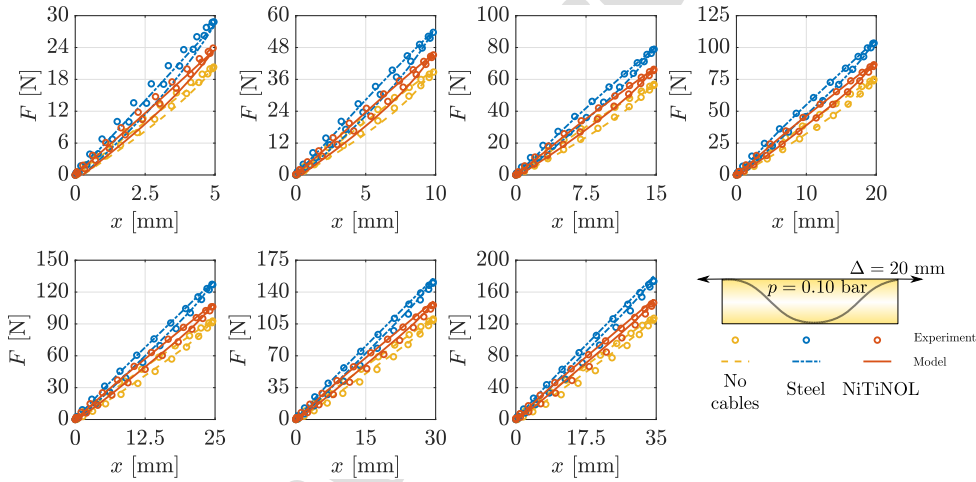 30
24
18
12
6
0
F [N]
0 2.5 5
x [mm]
60
48
36
24
12
0
F [N]
0 5 10
x [mm]
100
80
60
40
20
0
F [N]
0 7.5 15
x [mm]
125
100
75
50
25
0
F [N]
0 10 20
x [mm]
150
120
90
60
30
0
F [N]
0 12.5 25
x [mm]
175
140
105
70
35
0
F [N]
0 15 30
x [mm]
200
160
120
80
40
0
F [N]
0 17.5 35
x [mm]
Δ = 20 mm
p = 0.10 bar
Experiment
Model
No cables
Steel
NiTiNOL